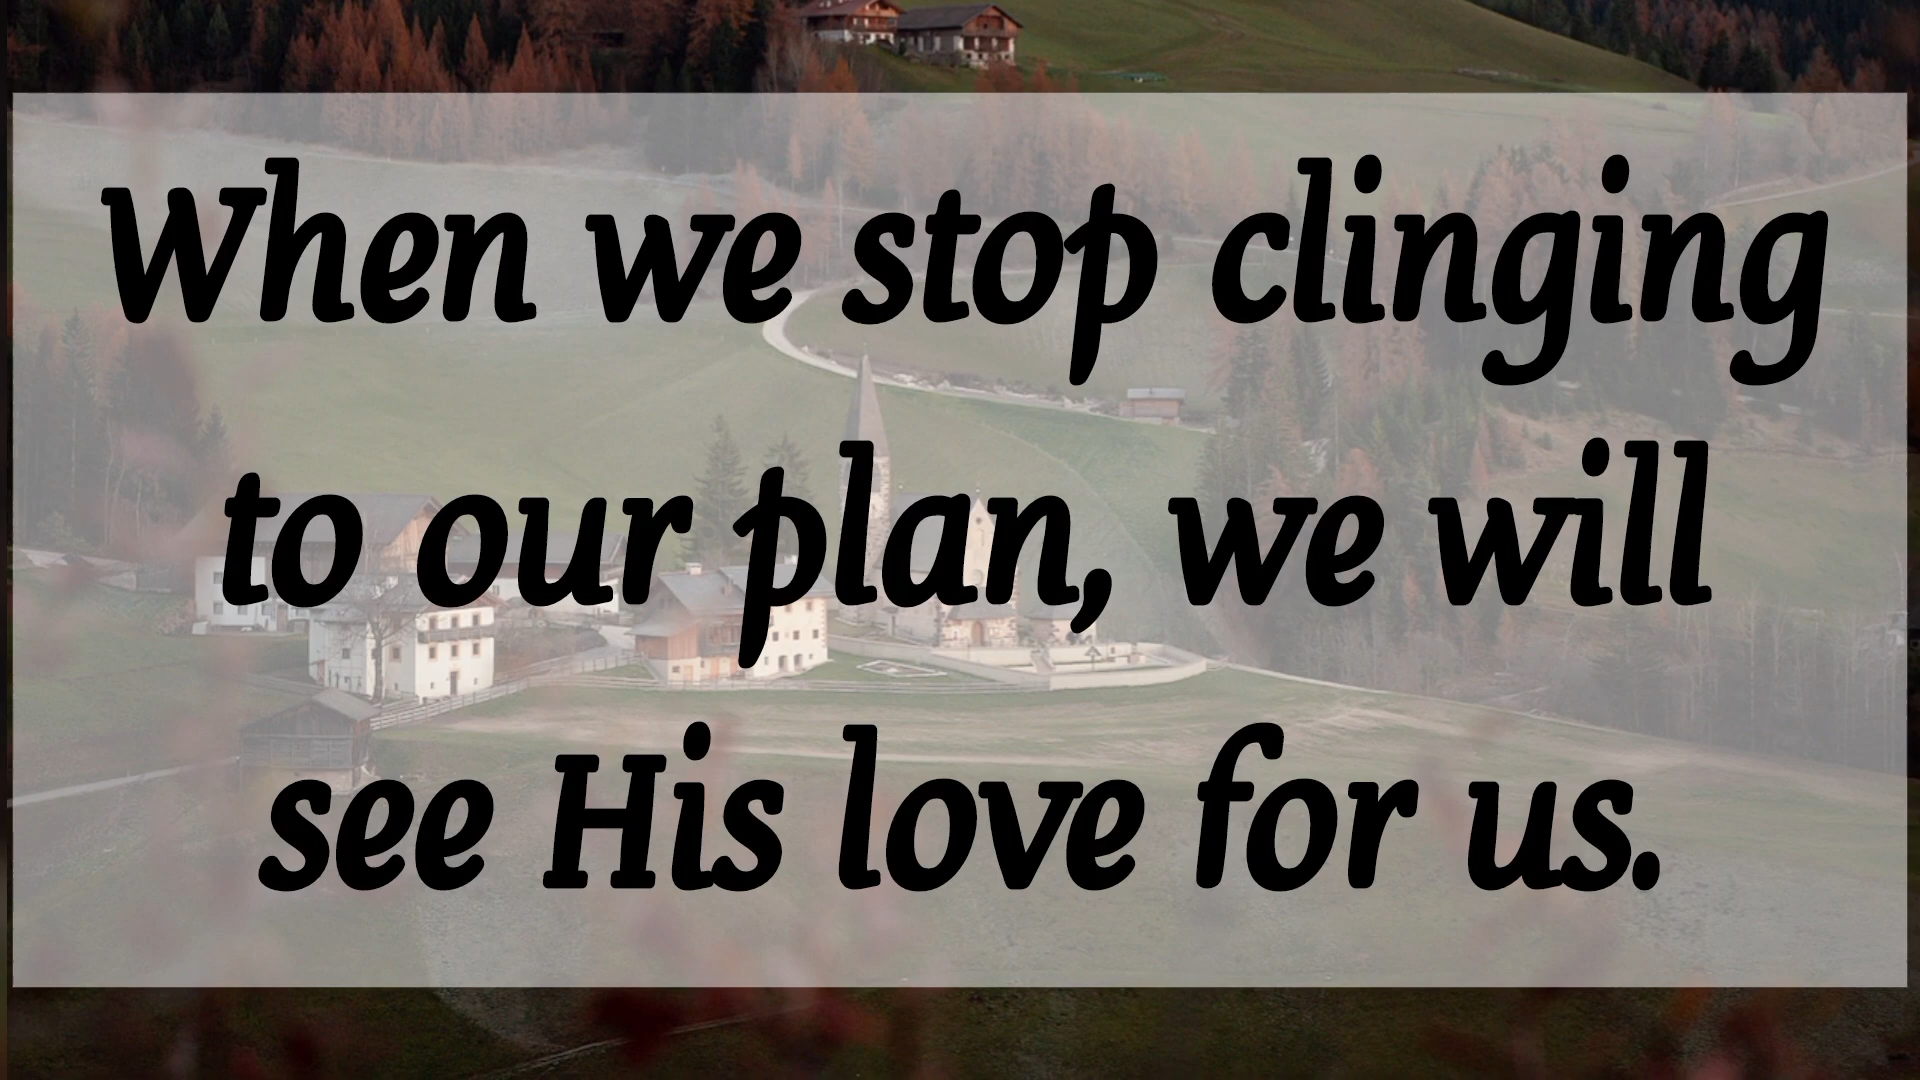 When we stop clinging
to our plan, we will
see His love for us.